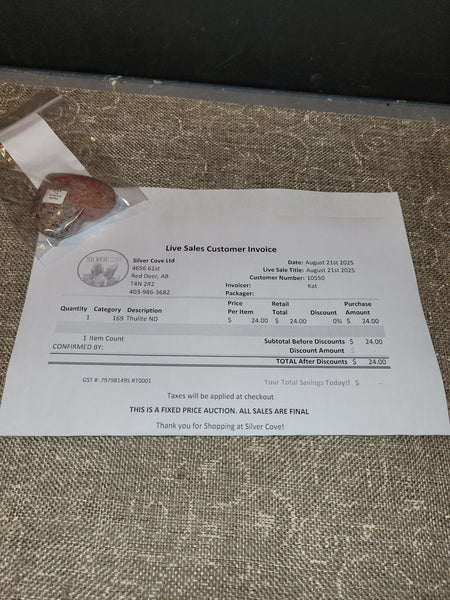 Live Sales Customer Invoice
SILVER COVE
Silver Cove Ltd
4656 61st
Red Deer, AB
T4N 2R2
403-986-3682
Date: August 21st 2025
Live Sale Title: August 21st 2025
Customer Number: 10550
Invoicer: Kat
Packager:
Quantity Category Description Price Per Item Retail Total Discount Purchase Amount
1 169 Thulite ND $ 24.00 $ 24.00 0% $ 24.00
1 Item Count Subtotal Before Discounts $ 24.00
CONFIRMED BY: Discount Amount $
TOTAL After Discounts $ 24.00
GST #: 797981495 RT0001 Your Total Savings Today!! $ -
Taxes will be applied at checkout
THIS IS A FIXED PRICE AUCTION. ALL SALES ARE FINAL
Thank you for Shopping at Silver Cove!